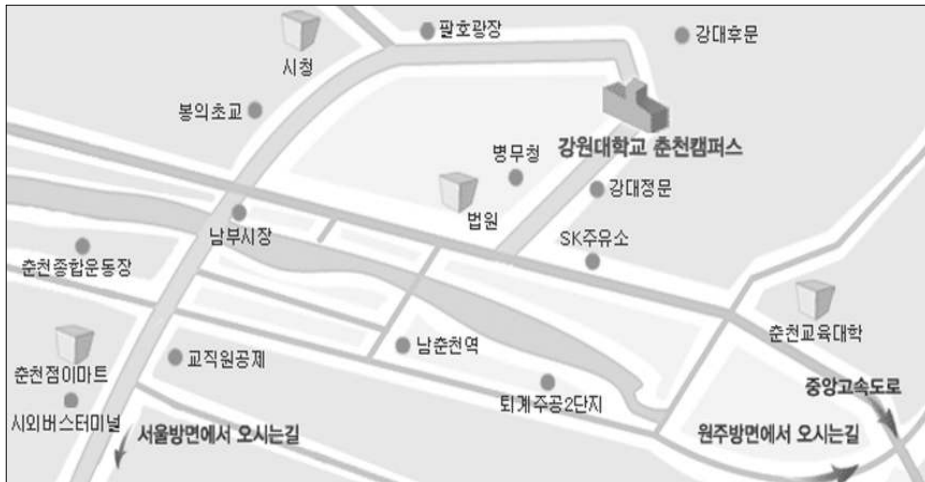 팔호광장
강대후문
시청
봉의초교
강원대학교 춘천캠퍼스
병무청
강대정문
법원
남부시장
SK주유소
춘천종합운동장
춘천교육대학
남춘천역
교직원공제
춘천점이마트
중앙고속도로
퇴계주공2단지
시외버스터미널
서울방면에서 오시는길
원주방면에서 오시는길